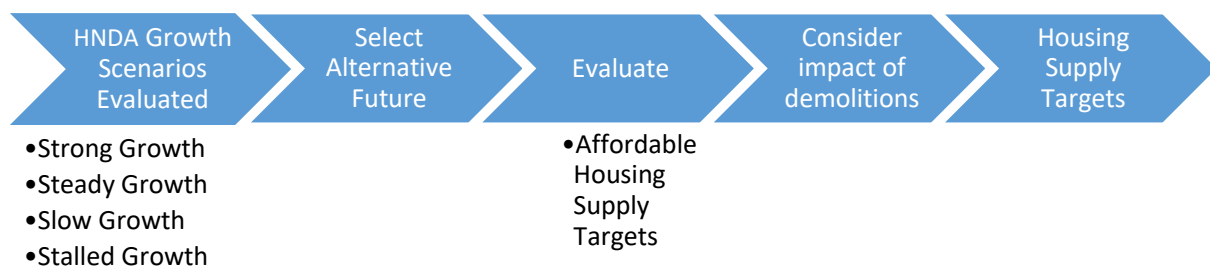 HNDA Growth
Scenarios
Evaluated
Select
Alternative
Future
Evaluate
Consider
impact of
demolitions
Housing
Supply
Targets
•Strong Growth
•Steady Growth
•Slow Growth
•Stalled Growth
•Affordable
Housing
Supply
Targets